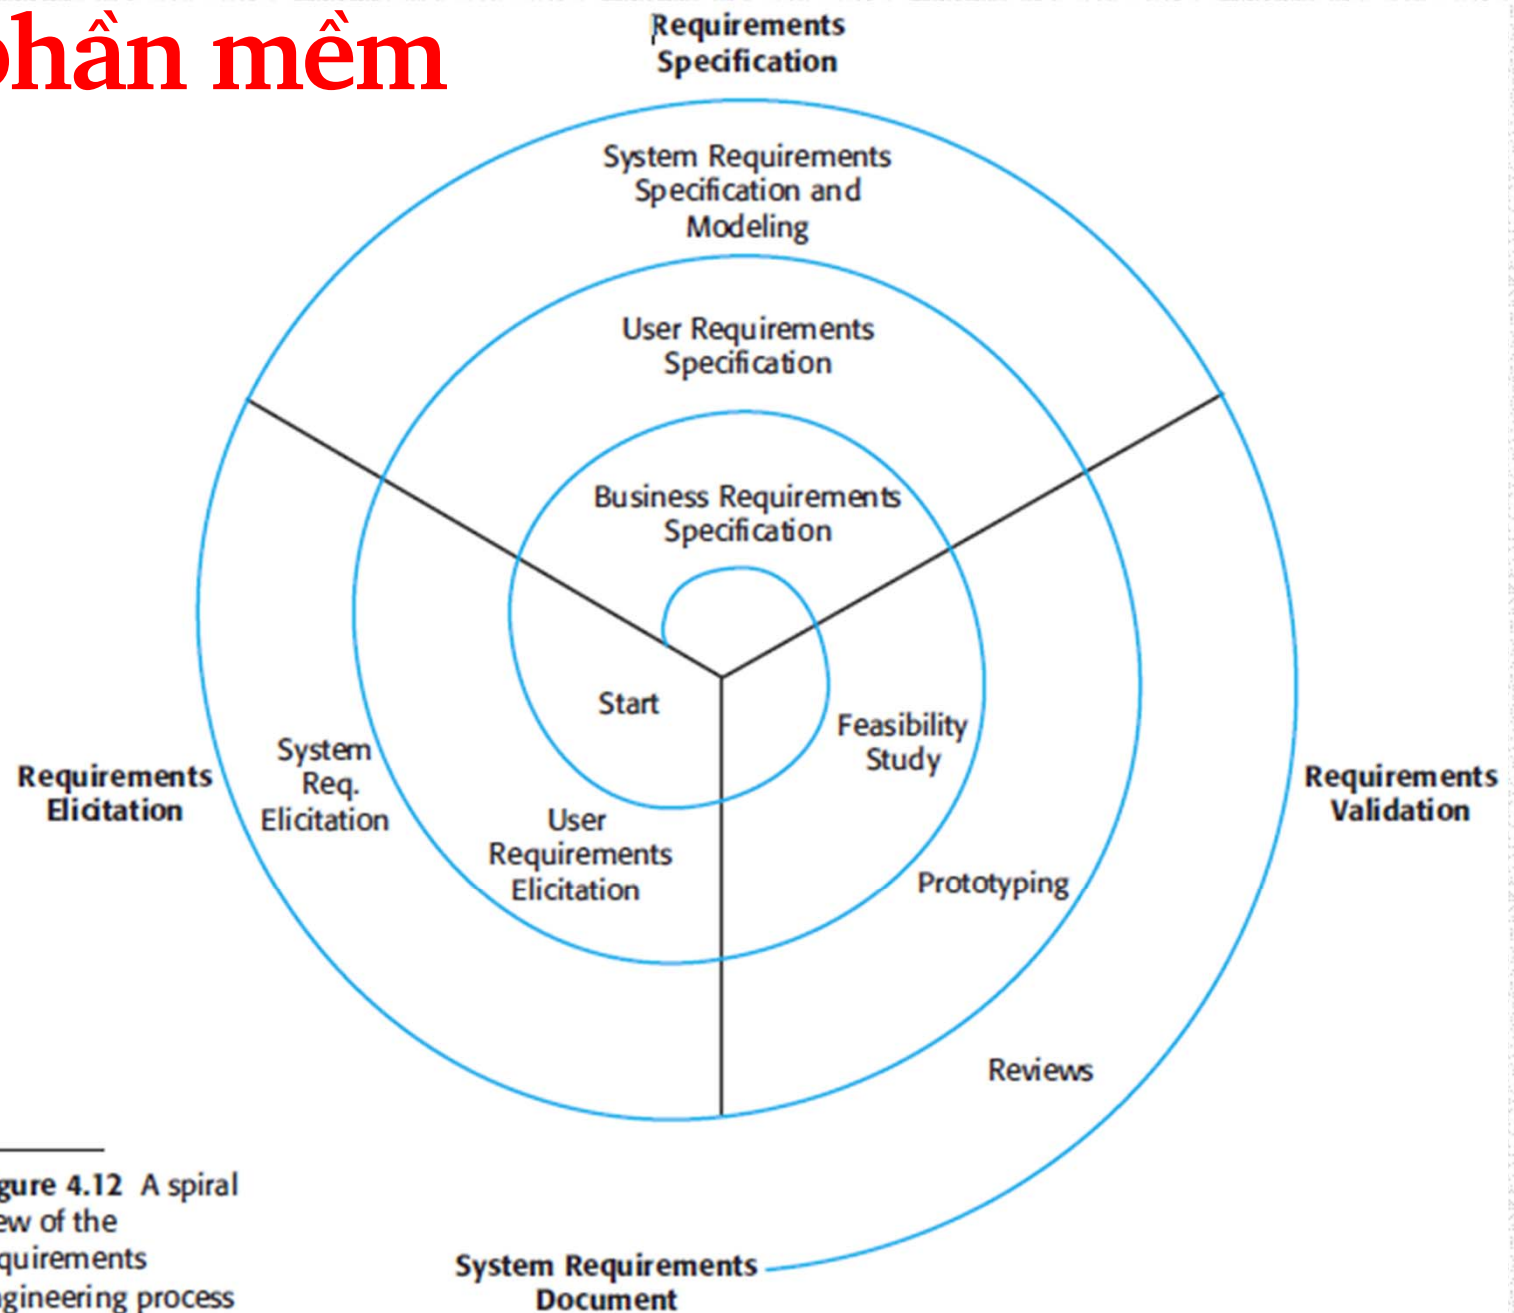 phần mềm
Requirements
Specification
System Requirements
Specification and
Modeling
User Requirements
Specification
Business Requirements
Specification
Start
Feasibility
Study
System
Req.
Elicitation
Requirements
Elicitation
User
Requirements
Elicitation
Requirements
Validation
Prototyping
Reviews
gure 4.12 A spiral
ew of the
quirements
gineering process
System Requirements
Document